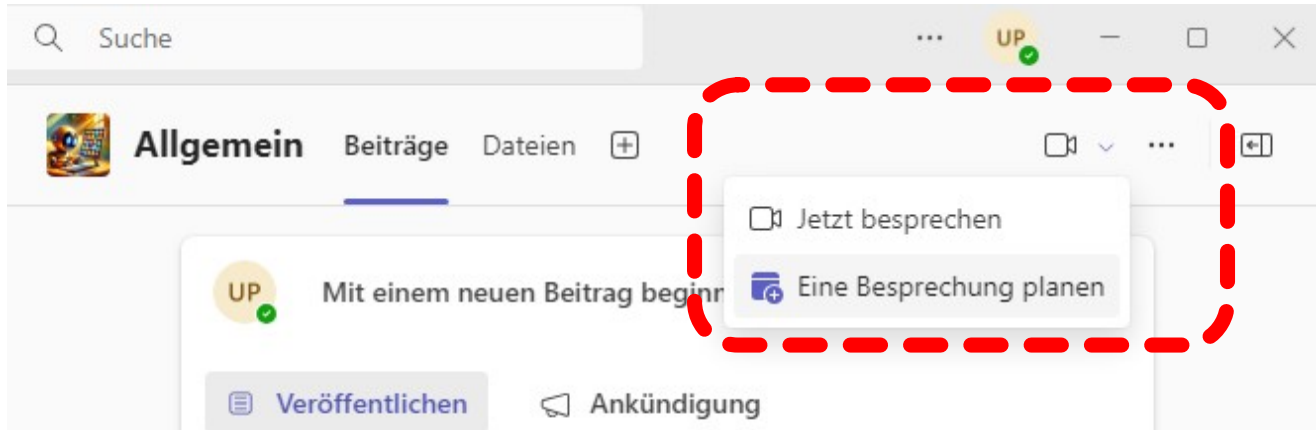 Suche
UP
Allgemein Beiträge Dateien
Jetzt besprechen
UP Mit einem neuen Beitrag beginn
Eine Besprechung planen
Veröffentlichen Ankündigung